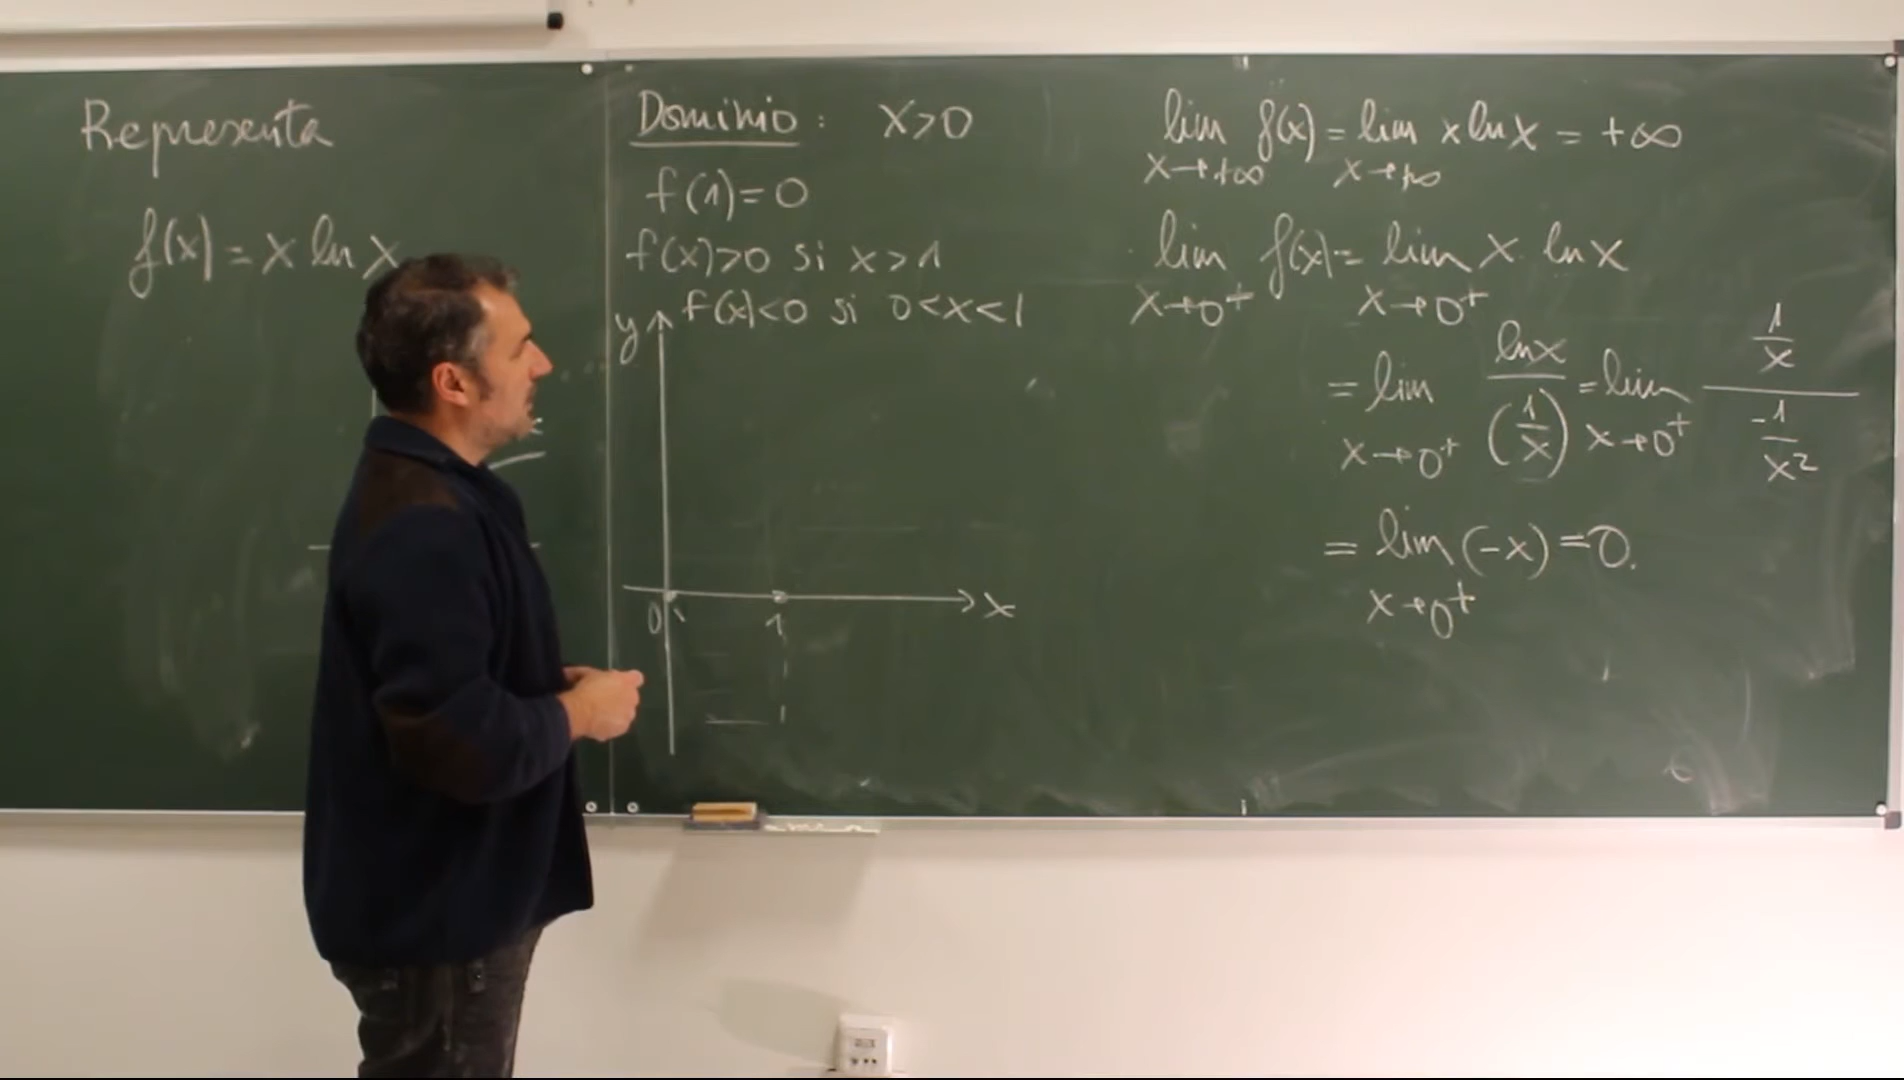 Representa
f(x) = x ln x
Dominio : x>0
f(1)=0
f(x)>0 si x>1
f(x)<0 si 0<x<1
y
0 1 x
lim f(x) = lim x ln x = +∞
x→+∞ x→+∞
lim f(x) = lim x · ln x
x→0⁺ x→0⁺
= lim ln x / (1/x) = lim (1/x) / (-1/x²)
x→0⁺ x→0⁺
= lim (-x) = 0.
x→0⁺